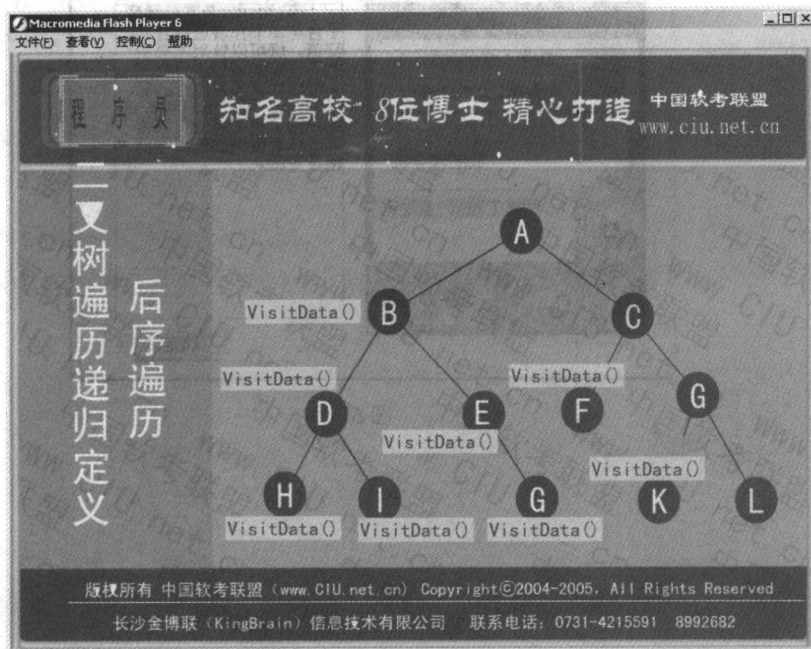 Macromedia Flash Player 6
文件(F) 查看(V) 控制(C) 帮助
程序员
知名高校 8位博士 精心打造
中国软考联盟
www.ciu.net.cn
二叉树遍历递归定义
后序遍历
A
VisitData()
B
C
VisitData()
VisitData()
D
E
F
G
VisitData()
VisitData()
H
I
G
K
L
VisitData()
VisitData()
VisitData()
版权所有 中国软考联盟(www.CIU.net.cn) Copyright©2004-2005, All Rights Reserved
长沙金博联(KingBrain)信息技术有限公司 联系电话: 0731-4215591 8992682